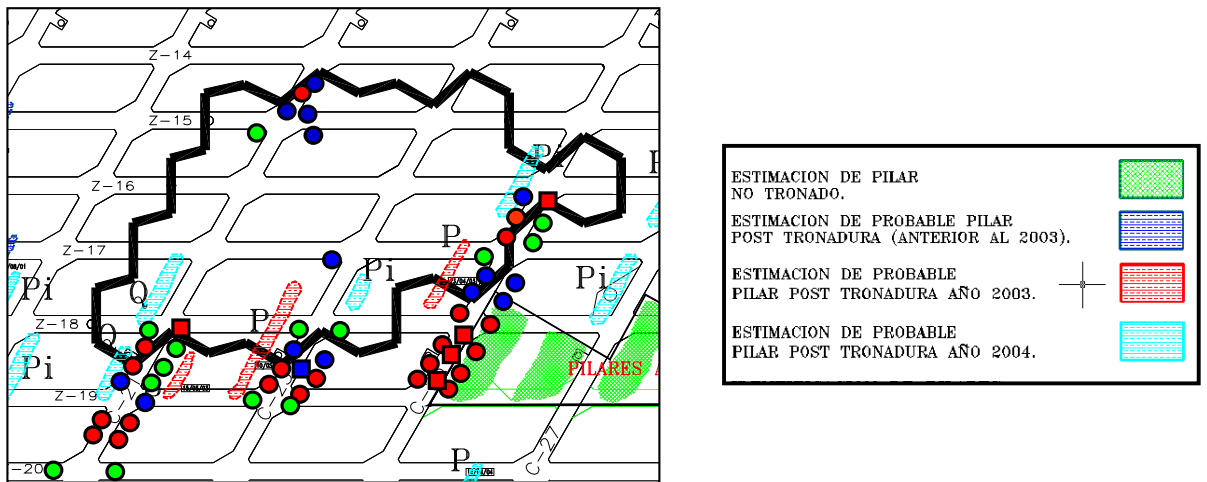 Z-14
Z-15
Z-16
Pi
P
Z-17
Pi
Pi
Pi
Q
P
Z-18
Q
Pi
PILARES
Z-19
C-27
P
-20
ESTIMACION DE PILAR
NO TRONADO.
ESTIMACION DE PROBABLE PILAR
POST TRONADURA (ANTERIOR AL 2003).
ESTIMACION DE PROBABLE
PILAR POST TRONADURA AÑO 2003.
ESTIMACION DE PROBABLE
PILAR POST TRONADURA AÑO 2004.